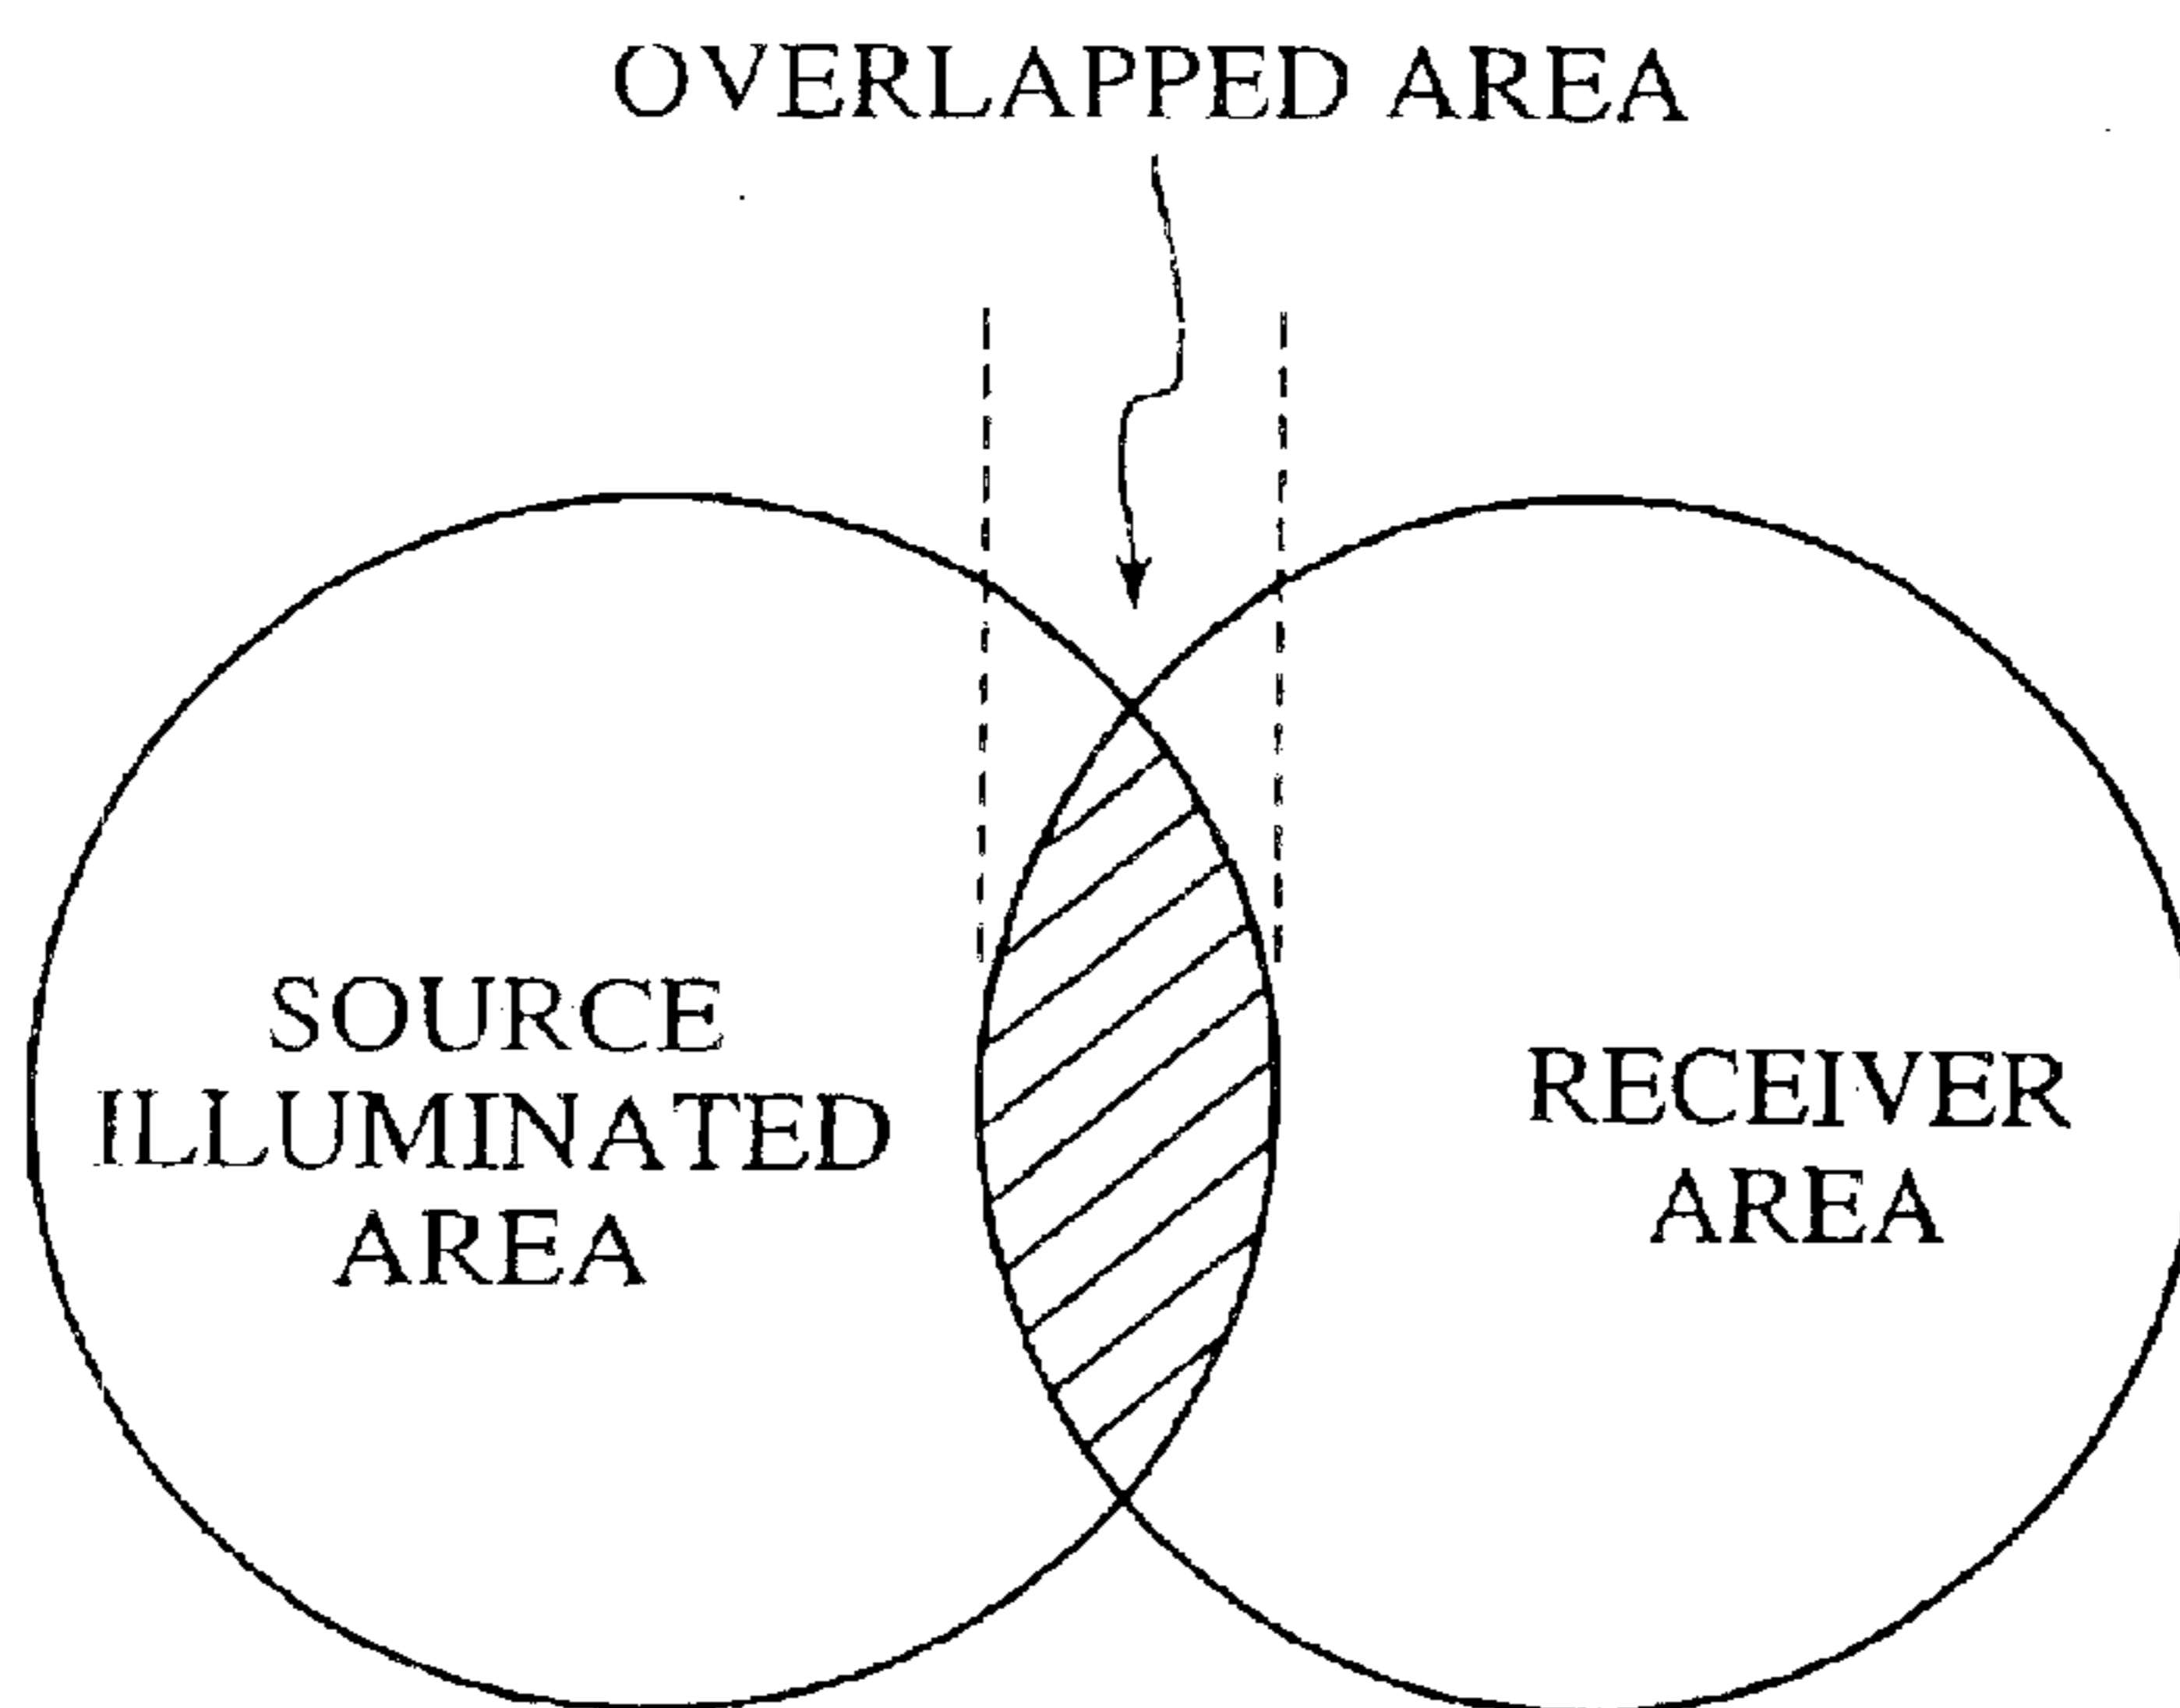 OVERLAPPED AREA
SOURCE
ILLUMINATED
AREA
RECEIVER
AREA